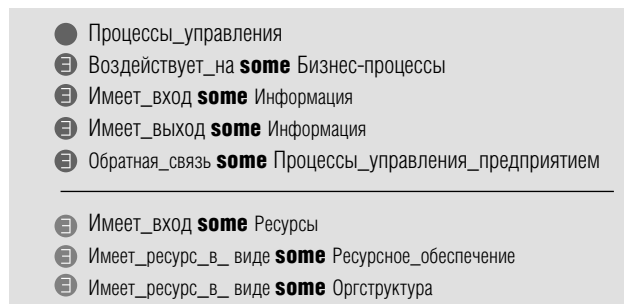 Процессы_управления
∃ Воздействует_на some Бизнес-процессы
∃ Имеет_вход some Информация
∃ Имеет_выход some Информация
∃ Обратная_связь some Процессы_управления_предприятием
∃ Имеет_вход some Ресурсы
∃ Имеет_ресурс_в_ виде some Ресурсное_обеспечение
∃ Имеет_ресурс_в_ виде some Оргструктура